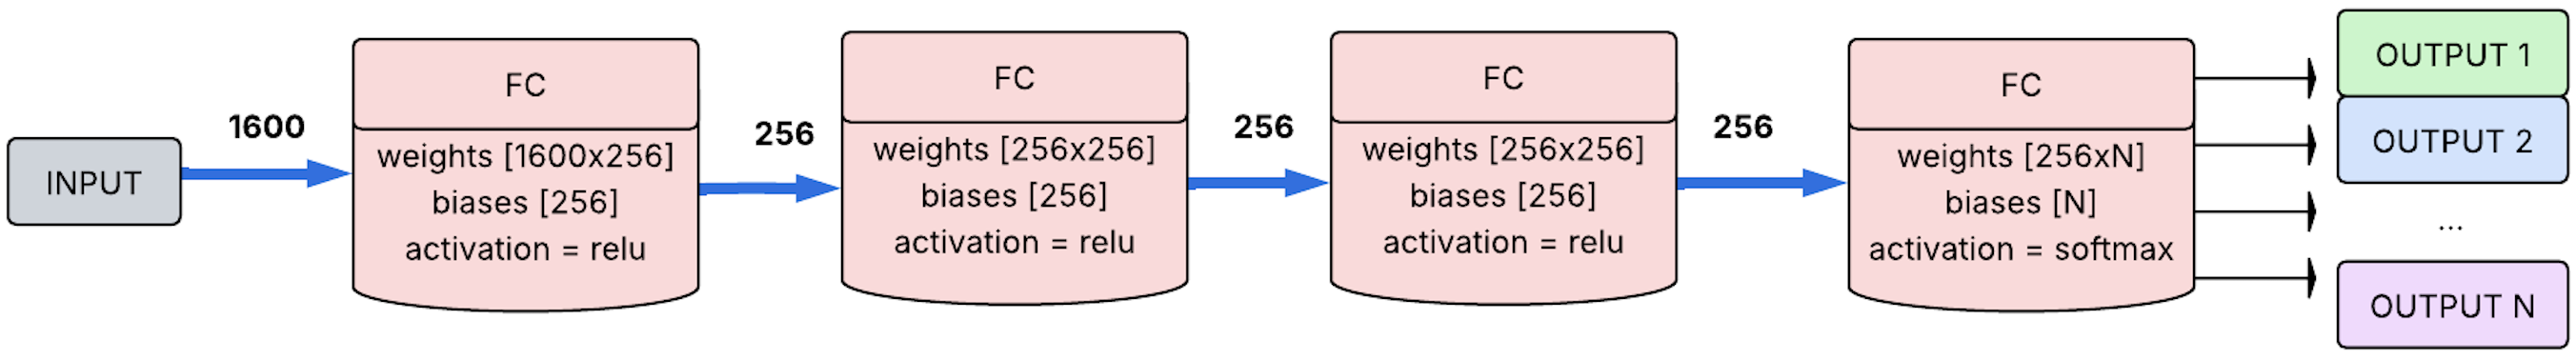 INPUT
1600
FC
weights [1600x256]
biases [256]
activation = relu
256
FC
weights [256x256]
biases [256]
activation = relu
256
FC
weights [256x256]
biases [256]
activation = relu
256
FC
weights [256xN]
biases [N]
activation = softmax
OUTPUT 1
OUTPUT 2
...
OUTPUT N